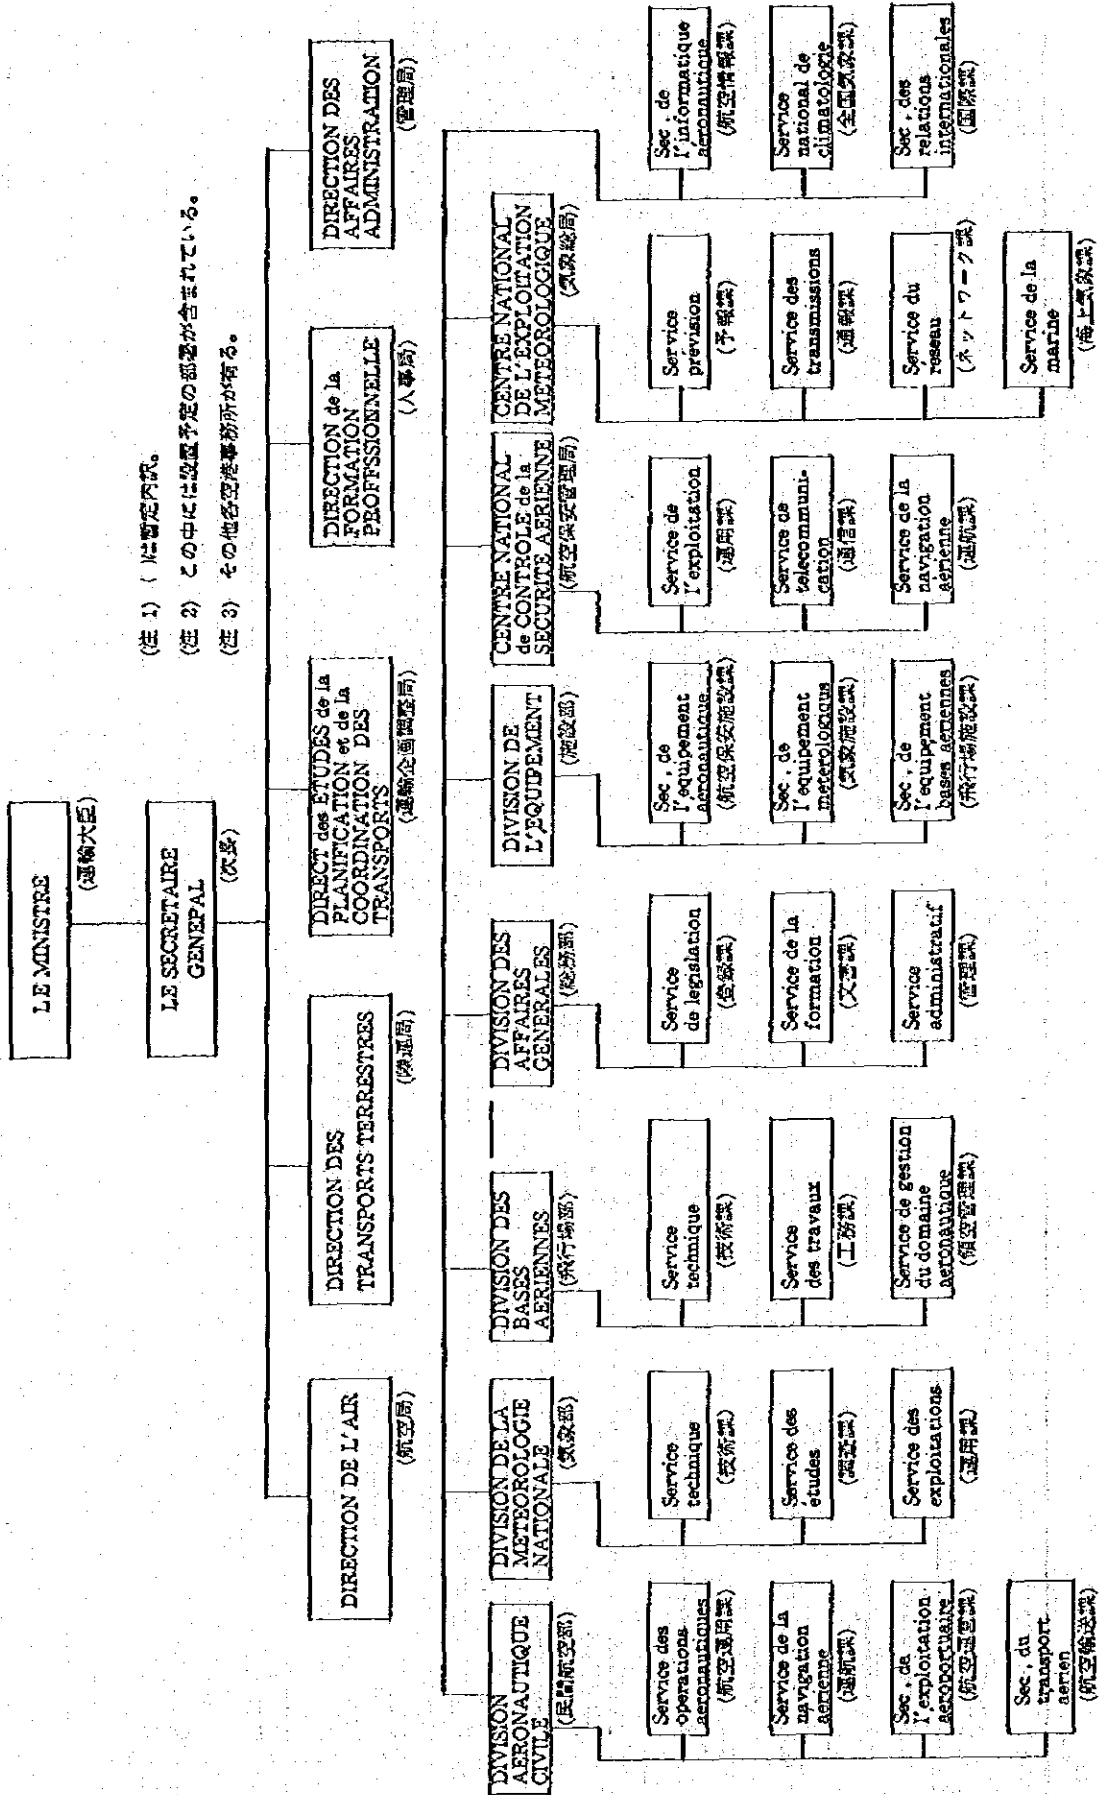 LE MINISTRE
(運輸大臣)
LE SECRETAIRE
GENEPAL
(次長)
(注 1) ( )は暫定内訳。
(注 2) この中には設置予定の部署が含まれている。
(注 3) その他各空港事務所が有る。
DIRECTION DE L'AIR
(航空局)
DIRECTION DES
TRANSPORTS TERRESTRES
(陸運局)
DIRECT des ETUDES de la
PLANIFICATION et de la
COORDINATION DES
TRANSPORTS
(運輸企画調整局)
DIRECTION de la
FORMATION
PROFFSSIONNELLE
(人事局)
DIRECTION DES
AFFAIRES
ADMINISTRATION
(管理局)
DIVISION
AERONAUTIQUE
CIVILE
(民間航空部)
Service des
operations
aeronautiques
(航空運用課)
Service de la
navigation
aérienne
(運航課)
Sec, de
l'exploitation
aeroportuaire
(航空運営課)
Sec, du
transport
aerien
(航空輸送課)
DIVISION DE LA
METEOROLOGIE
NATIONALE
(気象部)
Service
technique
(技術課)
Service des
études
(調査課)
Service des
exploitations
(運用課)
DIVISION DES
BASES
AERIENNES
(飛行場部)
Service
technique
(技術課)
Service
des travaux
(工務課)
Service de gestion
du domaine
aeronautique
(領空管理課)
DIVISION DES
AFFAIRES
GENERALES
(総務部)
Service
de legislation
(登録課)
Service de la
formation
(文書課)
Service
administratif
(管理課)
DIVISION DE
L'EQUIPEMENT
(施設部)
Sec, de
l'equipement
aéronautique
(航空保安施設課)
Sec, de
l'equipement
meterologique
(気象施設課)
Sec, de
l'equipement
bases aeriennes
(飛行場施設課)
CENTRE NATIONAL
de CONTROLE de la
SECURITE AERIENNE
(航空保安管理局)
Service de
l'exploitation
(運用課)
Service de
telecommuni-
cation
(通信課)
Service de la
navigation
aérienne
(運航課)
CENTRE NATIONAL
DE L'EXPLOITATION
METEOROLOGIQUE
(気象総局)
Service
prévision
(予報課)
Service des
transmissions
(通報課)
Service du
réseau
(ネットワーク課)
Service de la
marine
(海上気象課)
Sec, de
l'informatique
aéronautique
(航空情報課)
Service
national de
climatologie
(全国気象課)
Sec, des
relations
internationales
(国際課)